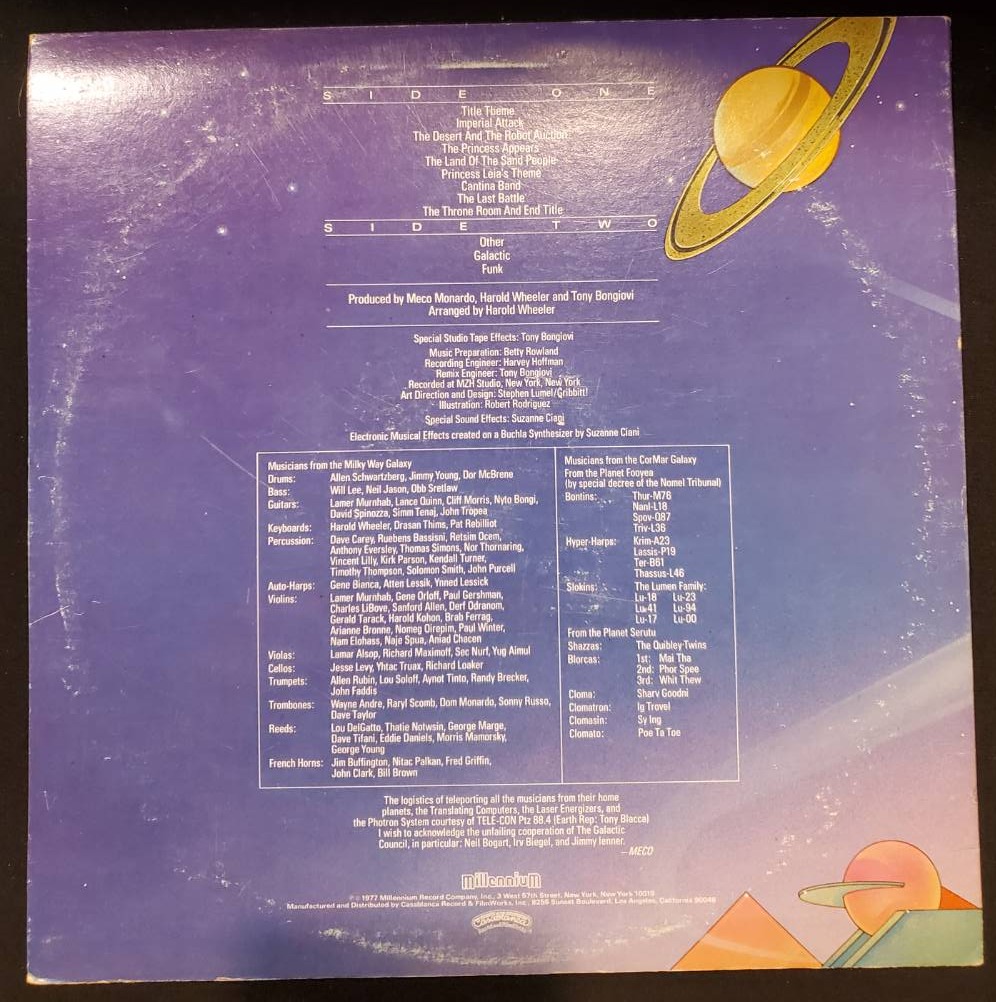 SIDE ONE
Title Theme
Imperial Attack
The Desert And The Robot Auction
The Princess Appears
The Land Of The Sand People
Princess Leia's Theme
Cantina Band
The Last Battle
The Throne Room And End Title
SIDE TWO
Other
Galactic
Funk
Produced by Meco Monardo, Harold Wheeler and Tony Bongiovi
Arranged by Harold Wheeler
Special Studio Tape Effects: Tony Bongiovi
Music Preparation: Betty Rowland
Recording Engineer: Harvey Hoffman
Remix Engineer: Tony Bongiovi
Recorded at MZH Studio, New York, New York
Art Direction and Design: Stephen Lumel/Gribbitt!
Illustration: Robert Rodriguez
Special Sound Effects: Suzanne Ciani
Electronic Musical Effects created on a Buchla Synthesizer by Suzanne Ciani
Musicians from the Milky Way Galaxy
Drums: Allen Schwartzberg, Jimmy Young, Dor McBrene
Bass: Will Lee, Neil Jason, Obb Sretlaw
Guitars: Lamer Murnhab, Lance Quinn, Cliff Morris, Nyto Bongi,
David Spinozza, Simm Tenaj, John Tropea
Keyboards: Harold Wheeler, Drasan Thims, Pat Rebilliot
Percussion: Dave Carey, Ruebens Bassisni, Retsim Ocem,
Anthony Eversley, Thomas Simons, Nor Thornaring,
Vincent Lilly, Kirk Parson, Kendall Turner,
Timothy Thompson, Solomon Smith, John Purcell
Auto-Harps: Gene Bianca, Atten Lessik, Ynned Lessick
Violins: Lamer Murnhab, Gene Orloff, Paul Gershman,
Charles LiBove, Sanford Allen, Derf Odranom,
Gerald Tarack, Harold Kohon, Brab Ferrag,
Arianne Bronne, Nomeg Oirepim, Paul Winter,
Nam Elohass, Naje Spua, Aniad Chacen
Violas: Lamar Alsop, Richard Maximoff, Sec Nurf, Yug Aimul
Cellos: Jesse Levy, Yhtac Truax, Richard Loaker
Trumpets: Allen Rubin, Lou Soloff, Aynot Tinto, Randy Brecker,
John Faddis
Trombones: Wayne Andre, Raryl Scomb, Dom Monardo, Sonny Russo,
Dave Taylor
Reeds: Lou DelGatto, Thatie Notwsin, George Marge,
Dave Tifani, Eddie Daniels, Morris Mamorsky,
George Young
French Horns: Jim Buffington, Nitac Palkan, Fred Griffin,
John Clark, Bill Brown
Musicians from the CorMar Galaxy
From the Planet Fooyea
(by special decree of the Nomel Tribunal)
Bontins: Thur-M76
Nanl-L18
Spov-Q87
Triv-L36
Hyper-Harps: Krim-A23
Lassis-P19
Ter-B61
Thassus-L46
Slokins: The Lumen Family:
Lu-18 Lu-23
Lu-41 Lu-94
Lu-17 Lu-00
From the Planet Serutu
Shazzas: The Quibley Twins
Blorcas: 1st: Mai Tha
2nd: Phor Spee
3rd: Whit Thew
Cloma: Sharv Goodni
Clomatron: Ig Trovel
Clomasin: Sy Ing
Clomato: Poe Ta Toe
The logistics of teleporting all the musicians from their home
planets, the Translating Computers, the Laser Energizers, and
the Photron System courtesy of TELE-CON Ptz 88.4 (Earth Rep: Tony Blacca)
I wish to acknowledge the unfailing cooperation of The Galactic
Council, in particular: Neil Bogart, Irv Biegel, and Jimmy Ienner.
—MECO
millennium
℗ © 1977 Millennium Record Company, Inc., 3 West 57th Street, New York, New York 10019
Manufactured and Distributed by Casablanca Record & FilmWorks, Inc., 8255 Sunset Boulevard, Los Angeles, California 90046
Casablanca